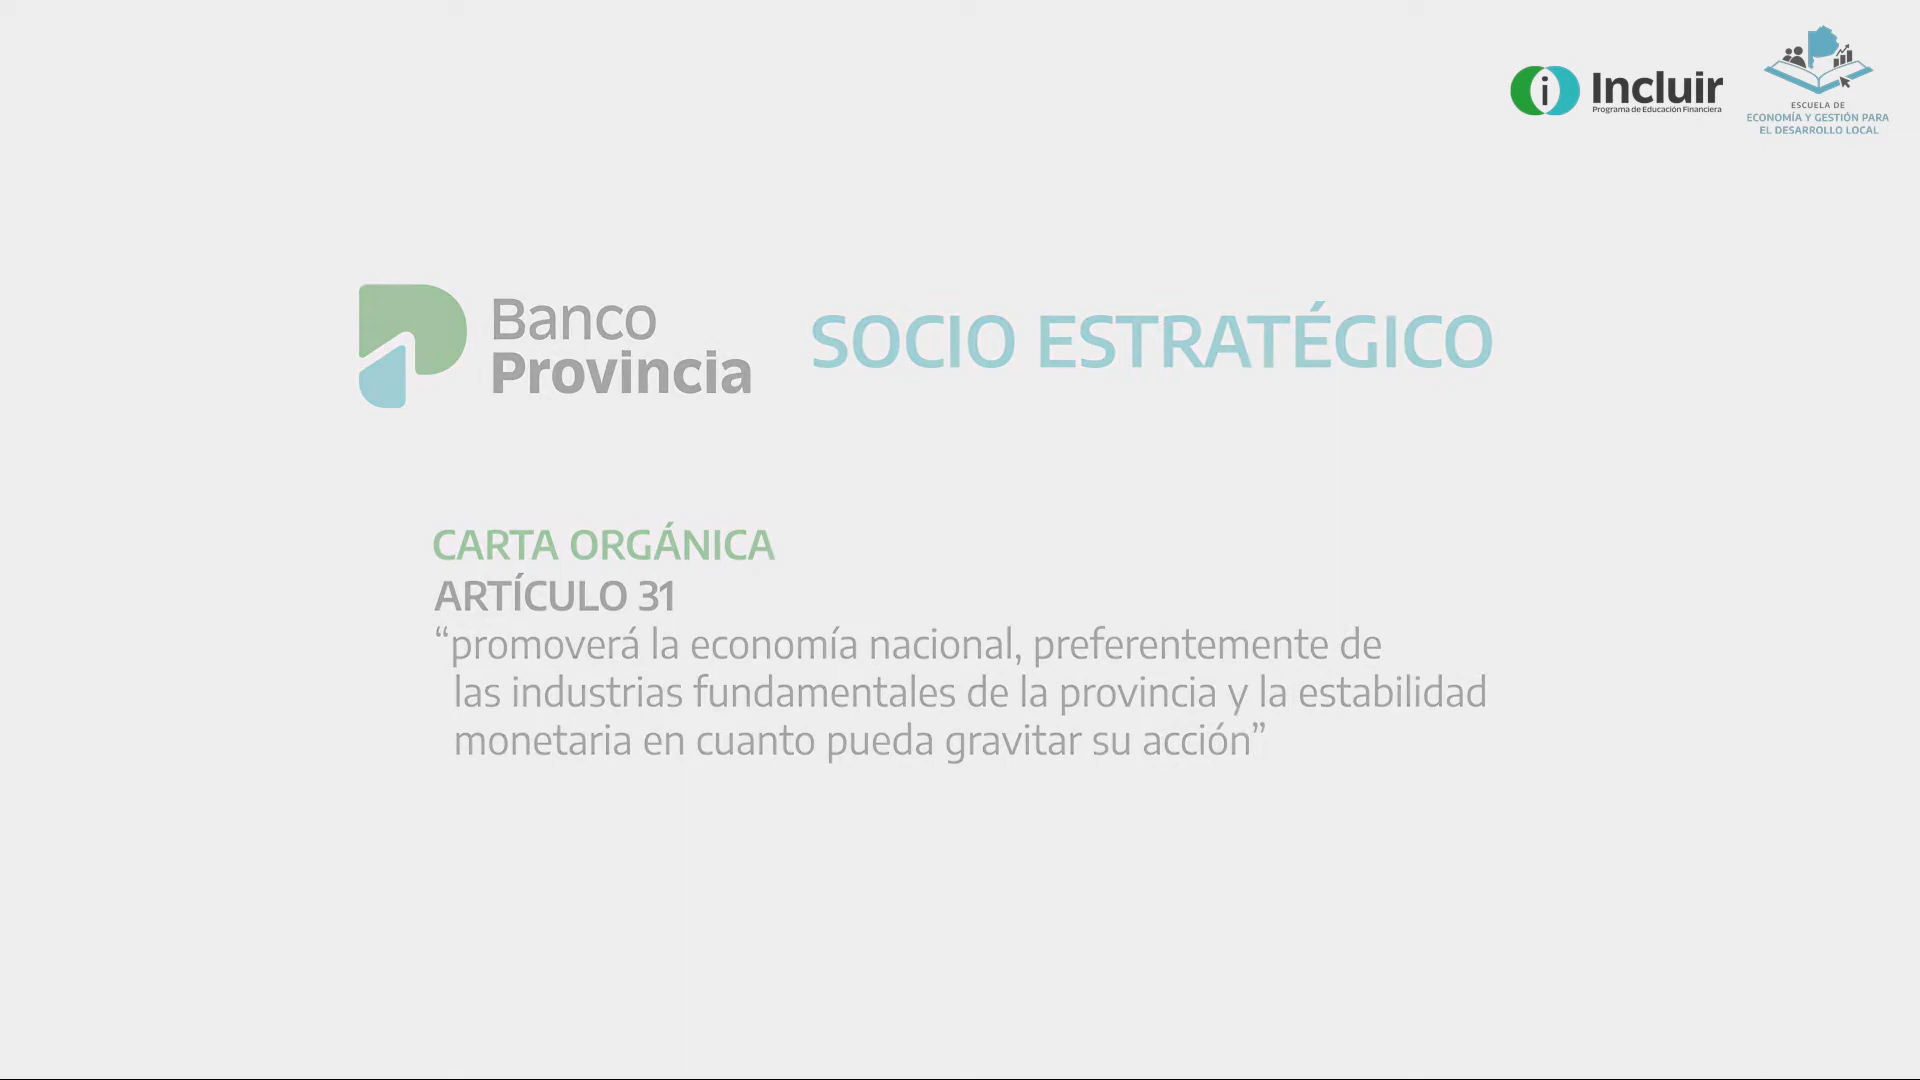 Incluir
Programa de Educación Financiera
ESCUELA DE
ECONOMÍA Y GESTIÓN PARA
EL DESARROLLO LOCAL
Banco
Provincia
SOCIO ESTRATÉGICO
CARTA ORGÁNICA
ARTÍCULO 31
“promoverá la economía nacional, preferentemente de
las industrias fundamentales de la provincia y la estabilidad
monetaria en cuanto pueda gravitar su acción”